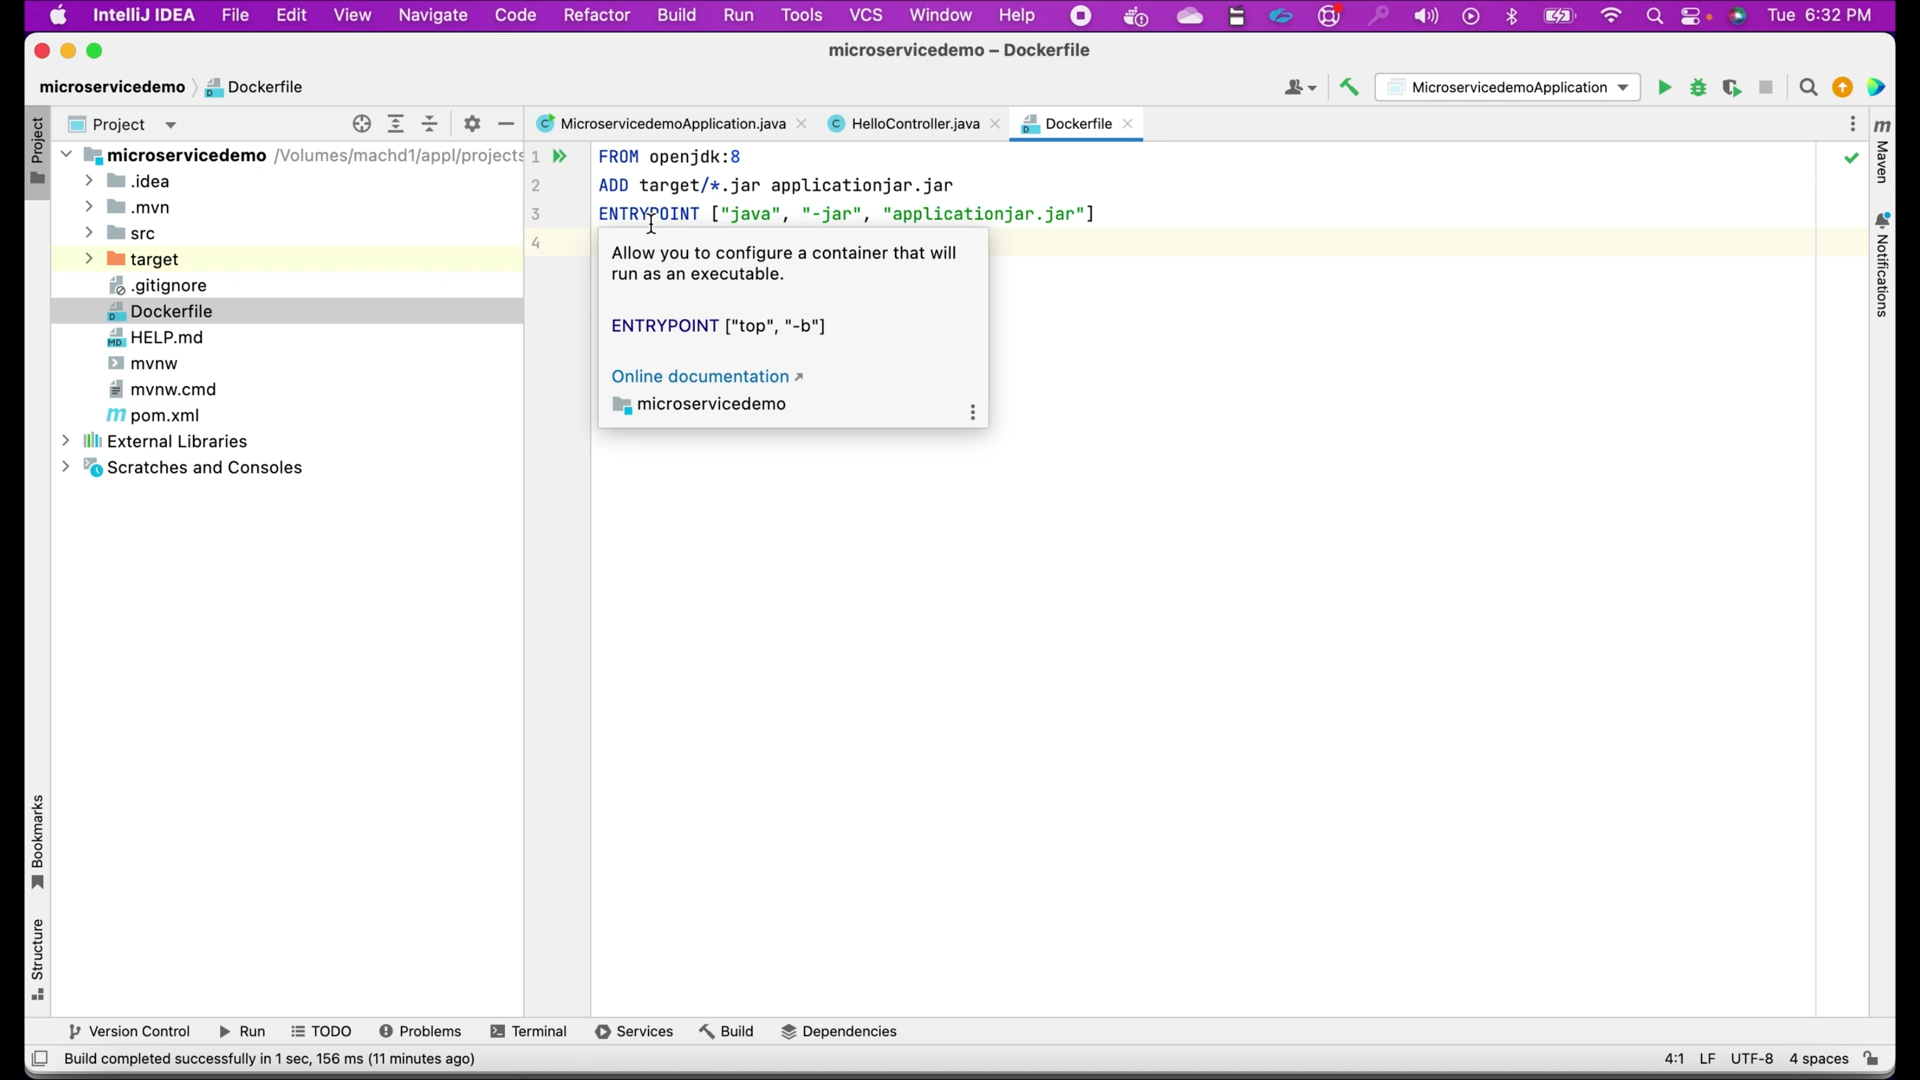 IntelliJ IDEA File Edit View Navigate Code Refactor Build Run Tools VCS Window Help Tue 6:32 PM
microservicedemo – Dockerfile
microservicedemo Dockerfile MicroservicedemoApplication
Project
Project
MicroservicedemoApplication.java HelloController.java Dockerfile
Maven
Notifications
microservicedemo /Volumes/machd1/appl/projects
.idea
.mvn
src
target
.gitignore
Dockerfile
HELP.md
mvnw
mvnw.cmd
pom.xml
External Libraries
Scratches and Consoles
1 FROM openjdk:8
2 ADD target/*.jar applicationjar.jar
3 ENTRYPOINT ["java", "-jar", "applicationjar.jar"]
4
Allow you to configure a container that will
run as an executable.
ENTRYPOINT ["top", "-b"]
Online documentation
microservicedemo
Bookmarks
Structure
Version Control Run TODO Problems Terminal Services Build Dependencies
Build completed successfully in 1 sec, 156 ms (11 minutes ago) 4:1 LF UTF-8 4 spaces